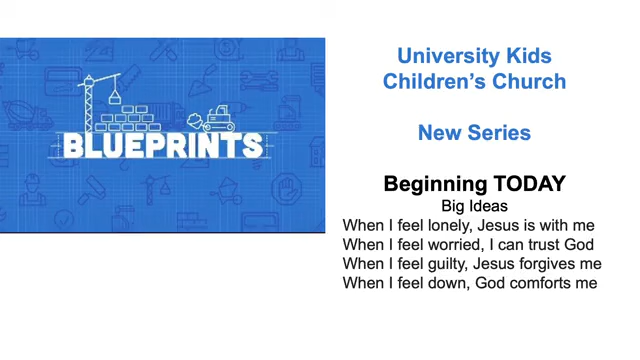 BLUEPRINTS
University Kids
Children’s Church
New Series
Beginning TODAY
Big Ideas
When I feel lonely, Jesus is with me
When I feel worried, I can trust God
When I feel guilty, Jesus forgives me
When I feel down, God comforts me